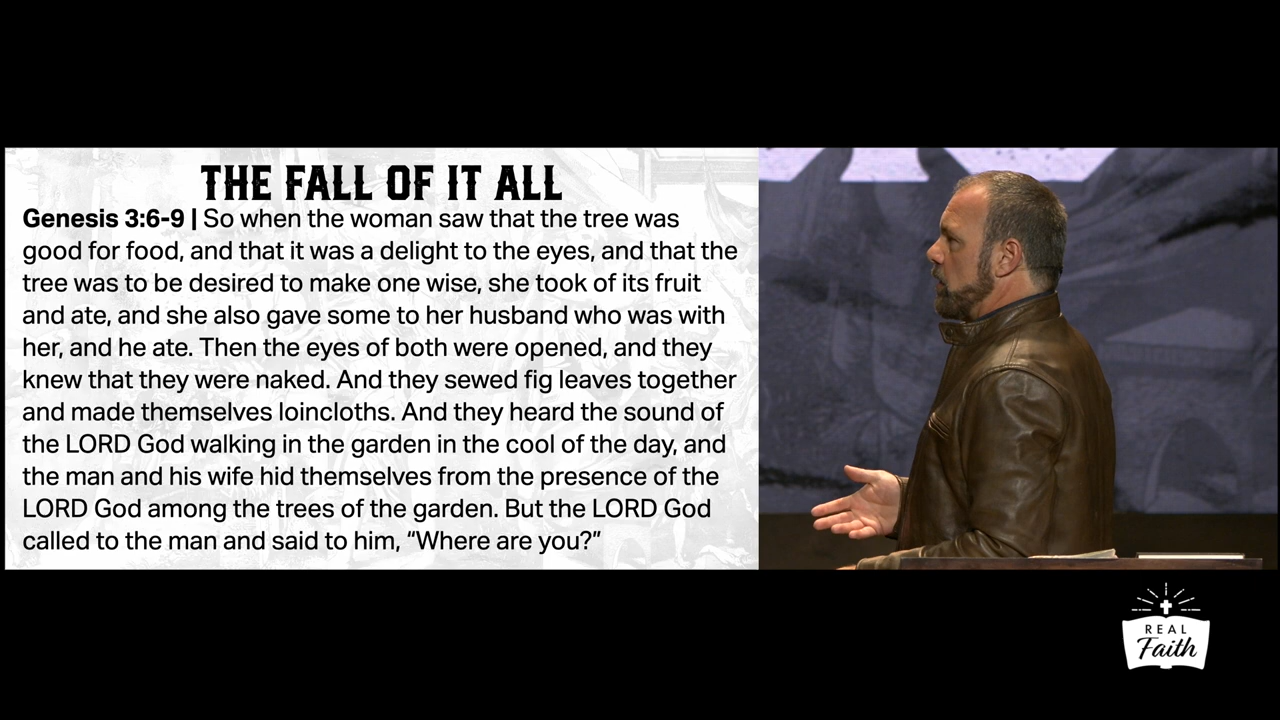 THE FALL OF IT ALL
Genesis 3:6-9 | So when the woman saw that the tree was
good for food, and that it was a delight to the eyes, and that the
tree was to be desired to make one wise, she took of its fruit
and ate, and she also gave some to her husband who was with
her, and he ate. Then the eyes of both were opened, and they
knew that they were naked. And they sewed fig leaves together
and made themselves loincloths. And they heard the sound of
the LORD God walking in the garden in the cool of the day, and
the man and his wife hid themselves from the presence of the
LORD God among the trees of the garden. But the LORD God
called to the man and said to him, “Where are you?”
REAL
Faith